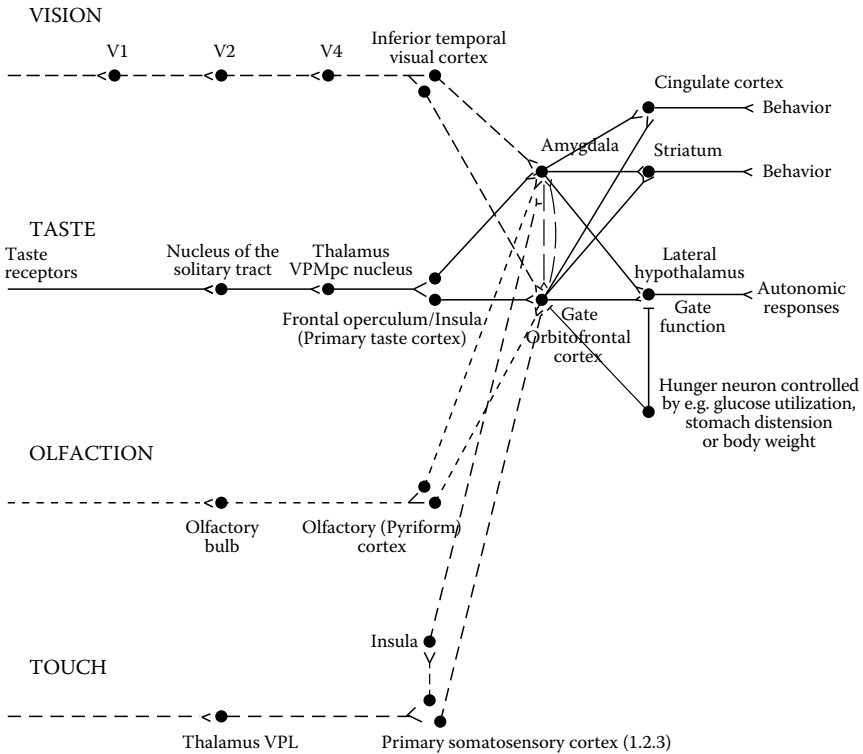 VISION
V1
V2
V4
Inferior temporal
visual cortex
Cingulate cortex
Behavior
Amygdala
Striatum
Behavior
TASTE
Taste
receptors
Nucleus of the
solitary tract
Thalamus
VPMpc nucleus
Frontal operculum/Insula
(Primary taste cortex)
Gate
Orbitofrontal
cortex
Lateral
hypothalamus
Gate
function
Autonomic
responses
Hunger neuron controlled
by e.g. glucose utilization,
stomach distension
or body weight
OLFACTION
Olfactory
bulb
Olfactory (Pyriform)
cortex
TOUCH
Insula
Thalamus VPL
Primary somatosensory cortex (1.2.3)